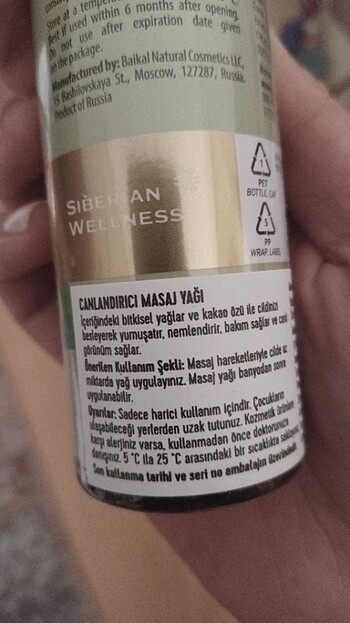 Store at a temperat
Best if used within 6 months after opening.
Do not use after expiration date given
on the package.
Manufactured by: Baikal Natural Cosmetics LLC,
15 Bashilovskaya St., Moscow, 127287, Russia.
Product of Russia
SIBERIAN
WELLNESS
1
PET
BOTTLE, CAP
5
PP
WRAP, LABEL
CANLANDIRICI MASAJ YAĞI
İçeriğindeki bitkisel yağlar ve kakao özü ile cildinizi
besleyerek yumuşatır, nemlendirir, bakım sağlar ve canlı
görünüm sağlar.
Önerilen Kullanım Şekli: Masaj hareketleriyle cilde az
miktarda yağ uygulayınız. Masaj yağı banyodan sonra
uygulanabilir.
Uyarılar: Sadece harici kullanım içindir. Çocukların
ulaşabileceği yerlerden uzak tutunuz. Kozmetik ürünlere
karşı alerjiniz varsa, kullanmadan önce doktorunuza
danışınız. 5 °C ila 25 °C arasındaki bir sıcaklıkta
Son kullanma tarihi ve seri no ambalajın üzerindedir.